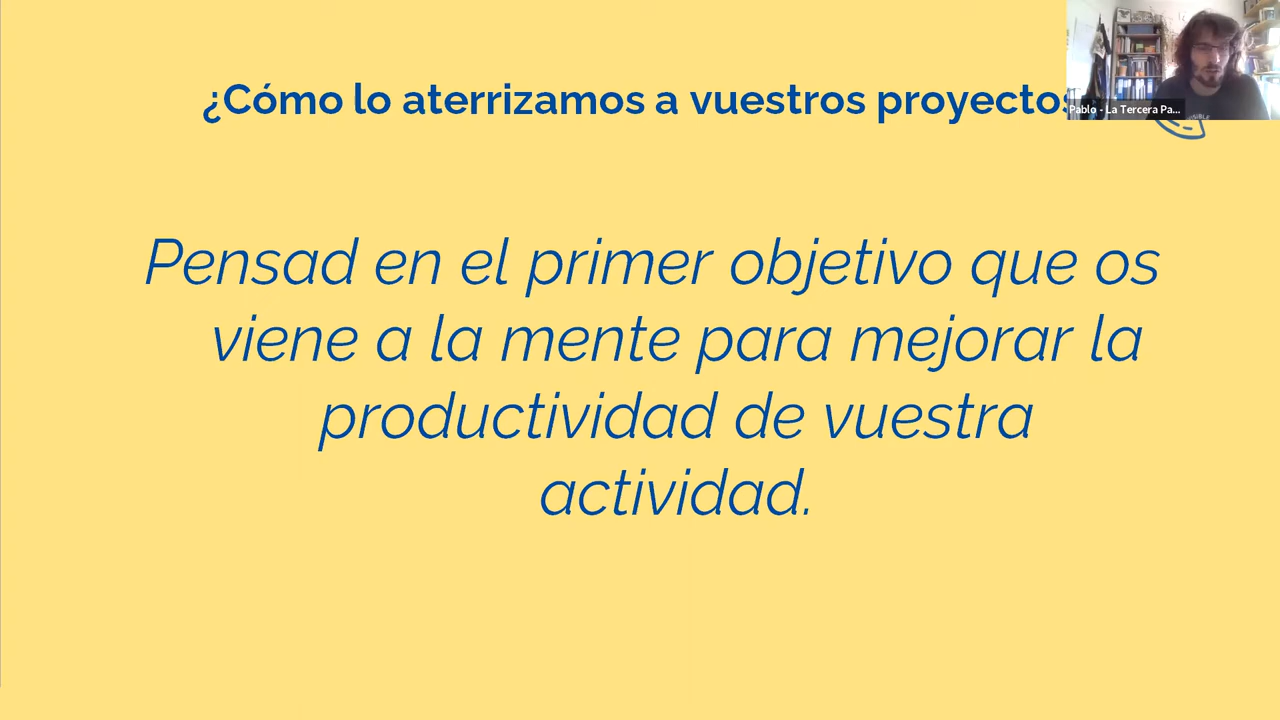 ¿Cómo lo aterrizamos a vuestros proyectos
Pablo - La Tercera Pa...
Pensad en el primer objetivo que os
viene a la mente para mejorar la
productividad de vuestra
actividad.